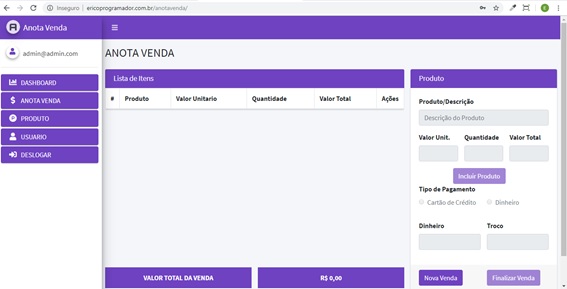 Inseguro | ericoprogramador.com.br/anotavenda/
E
A Anota Venda
admin@admin.com
DASHBOARD
ANOTA VENDA
PRODUTO
USUARIO
DESLOGAR
ANOTA VENDA
Lista de Itens
# Produto Valor Unitario Quantidade Valor Total Ações
VALOR TOTAL DA VENDA R$ 0,00
Produto
Produto/Descrição
Descrição do Produto
Valor Unit. Quantidade Valor Total
Incluir Produto
Tipo de Pagamento
Cartão de Crédito Dinheiro
Dinheiro Troco
Nova Venda Finalizar Venda